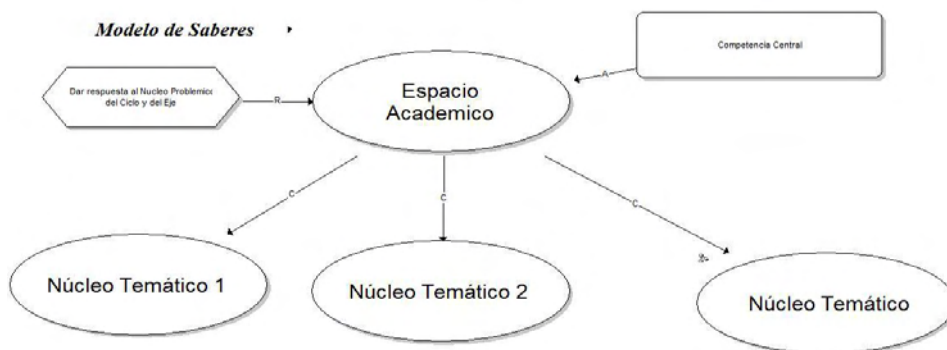 Modelo de Saberes
Competencia Central
Dar respuesta al Nucleo Problemico
del Ciclo y del Eje
R
A
Espacio
Academico
C
C
C
Núcleo Temático 1
Núcleo Temático 2
Núcleo Temático